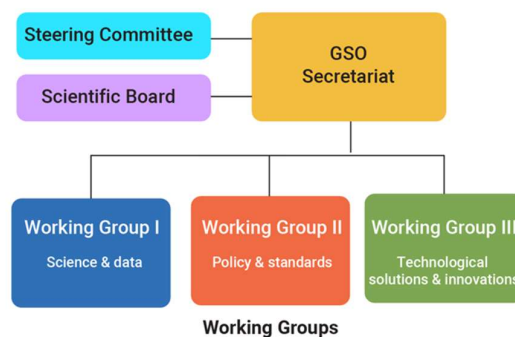 Steering Committee
GSO
Secretariat
Scientific Board
Working Group I
Science & data
Working Group II
Policy & standards
Working Group III
Technological
solutions & innovations
Working Groups